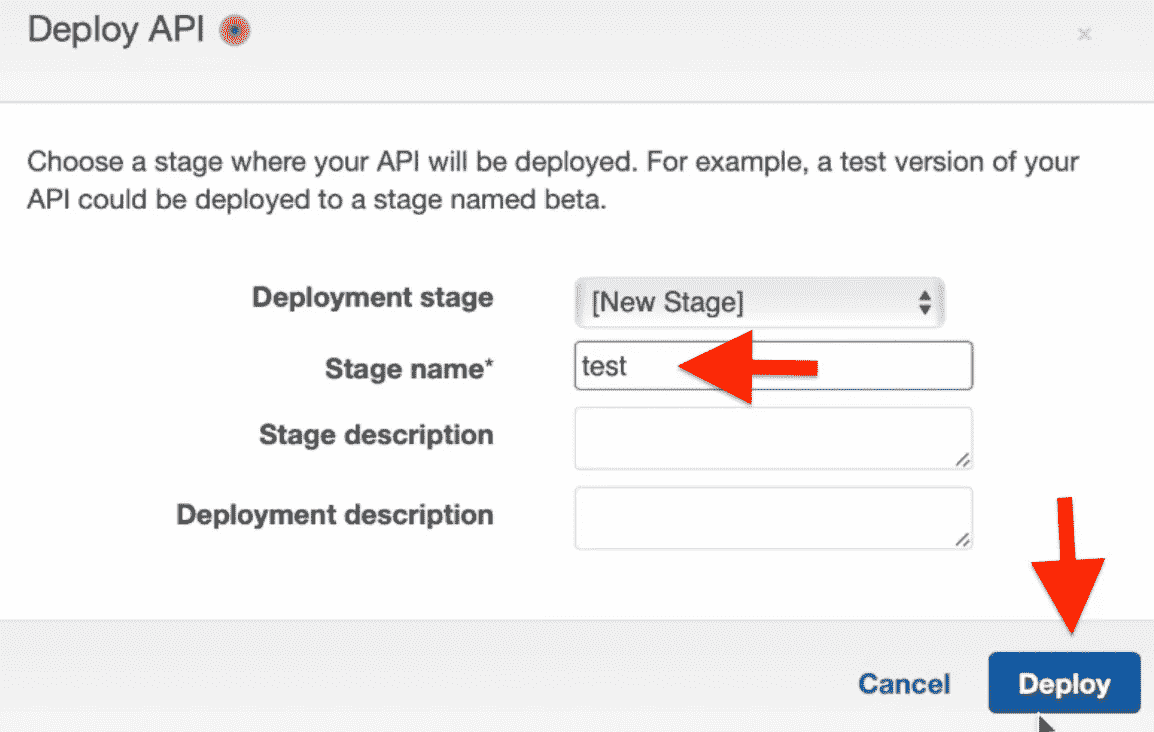 Deploy API
Choose a stage where your API will be deployed. For example, a test version of your
API could be deployed to a stage named beta.
Deployment stage [New Stage]
Stage name* test
Stage description
Deployment description
Cancel Deploy